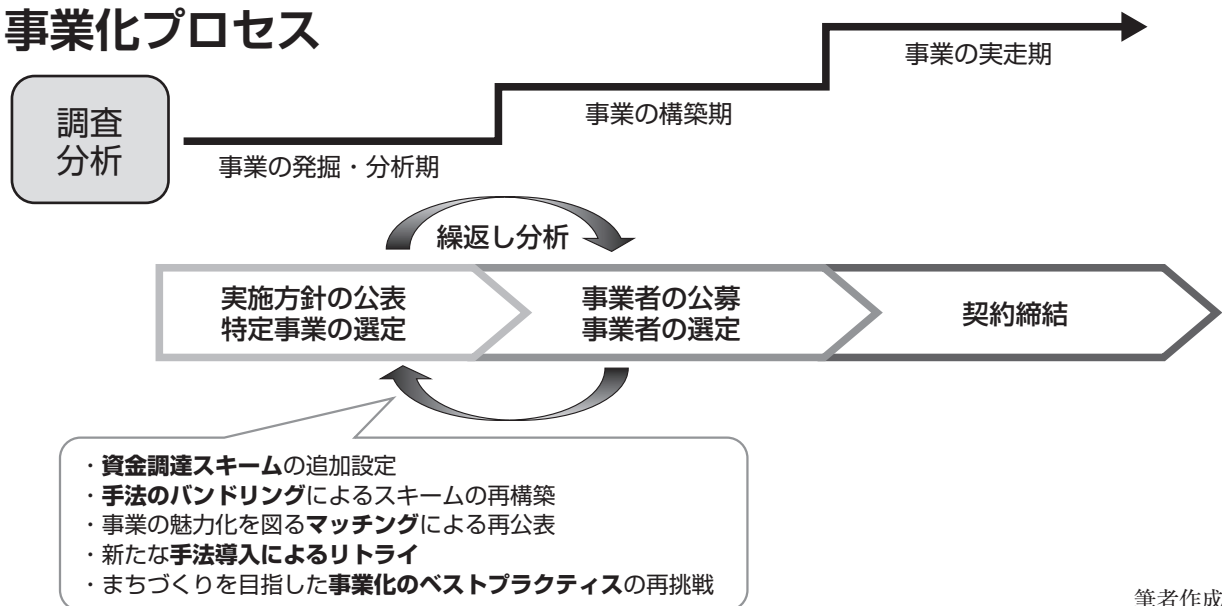 事業化プロセス
調査
分析
事業の発掘・分析期
事業の構築期
事業の実走期
繰返し分析
実施方針の公表
特定事業の選定
事業者の公募
事業者の選定
契約締結
・資金調達スキームの追加設定
・手法のバンドリングによるスキームの再構築
・事業の魅力化を図るマッチングによる再公表
・新たな手法導入によるリトライ
・まちづくりを目指した事業化のベストプラクティスの再挑戦
筆者作成